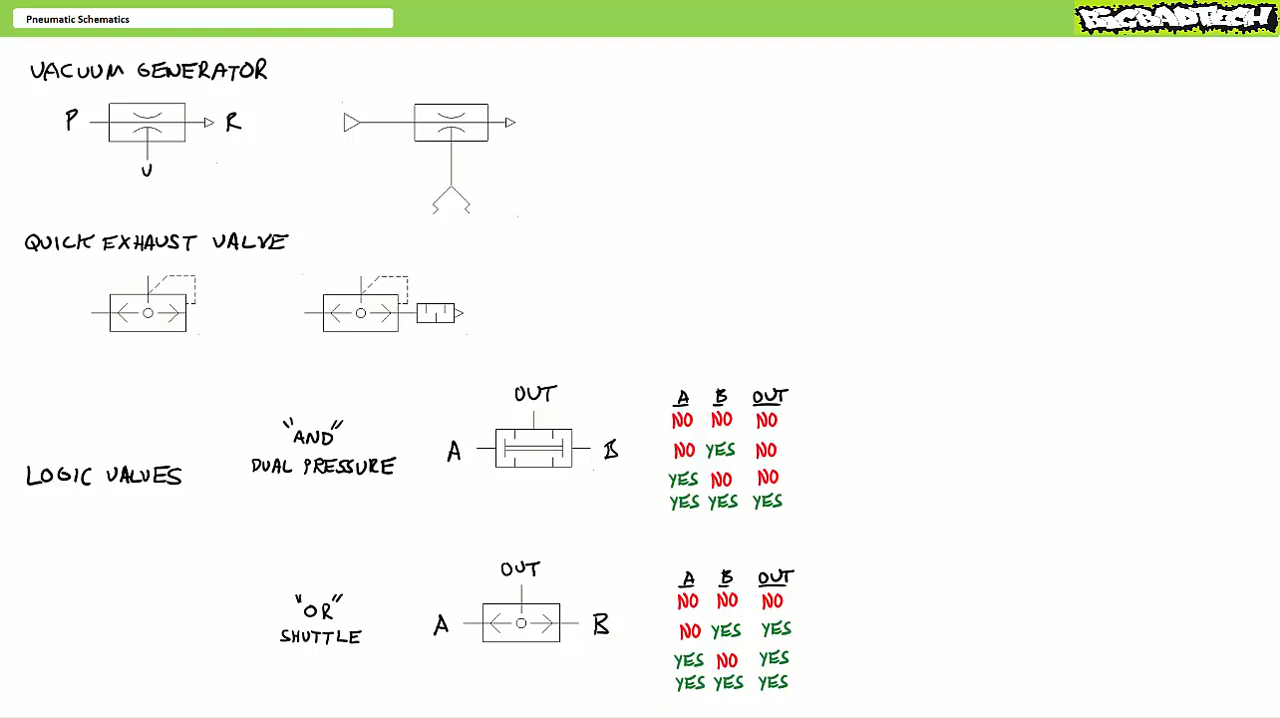 Pneumatic Schematics
BIGBADTECH
VACUUM GENERATOR
P
R
U
QUICK EXHAUST VALVE
LOGIC VALVES
"AND"
DUAL PRESSURE
OUT
A
B
A B OUT
NO NO NO
NO YES NO
YES NO NO
YES YES YES
"OR"
SHUTTLE
OUT
A
B
A B OUT
NO NO NO
NO YES YES
YES NO YES
YES YES YES